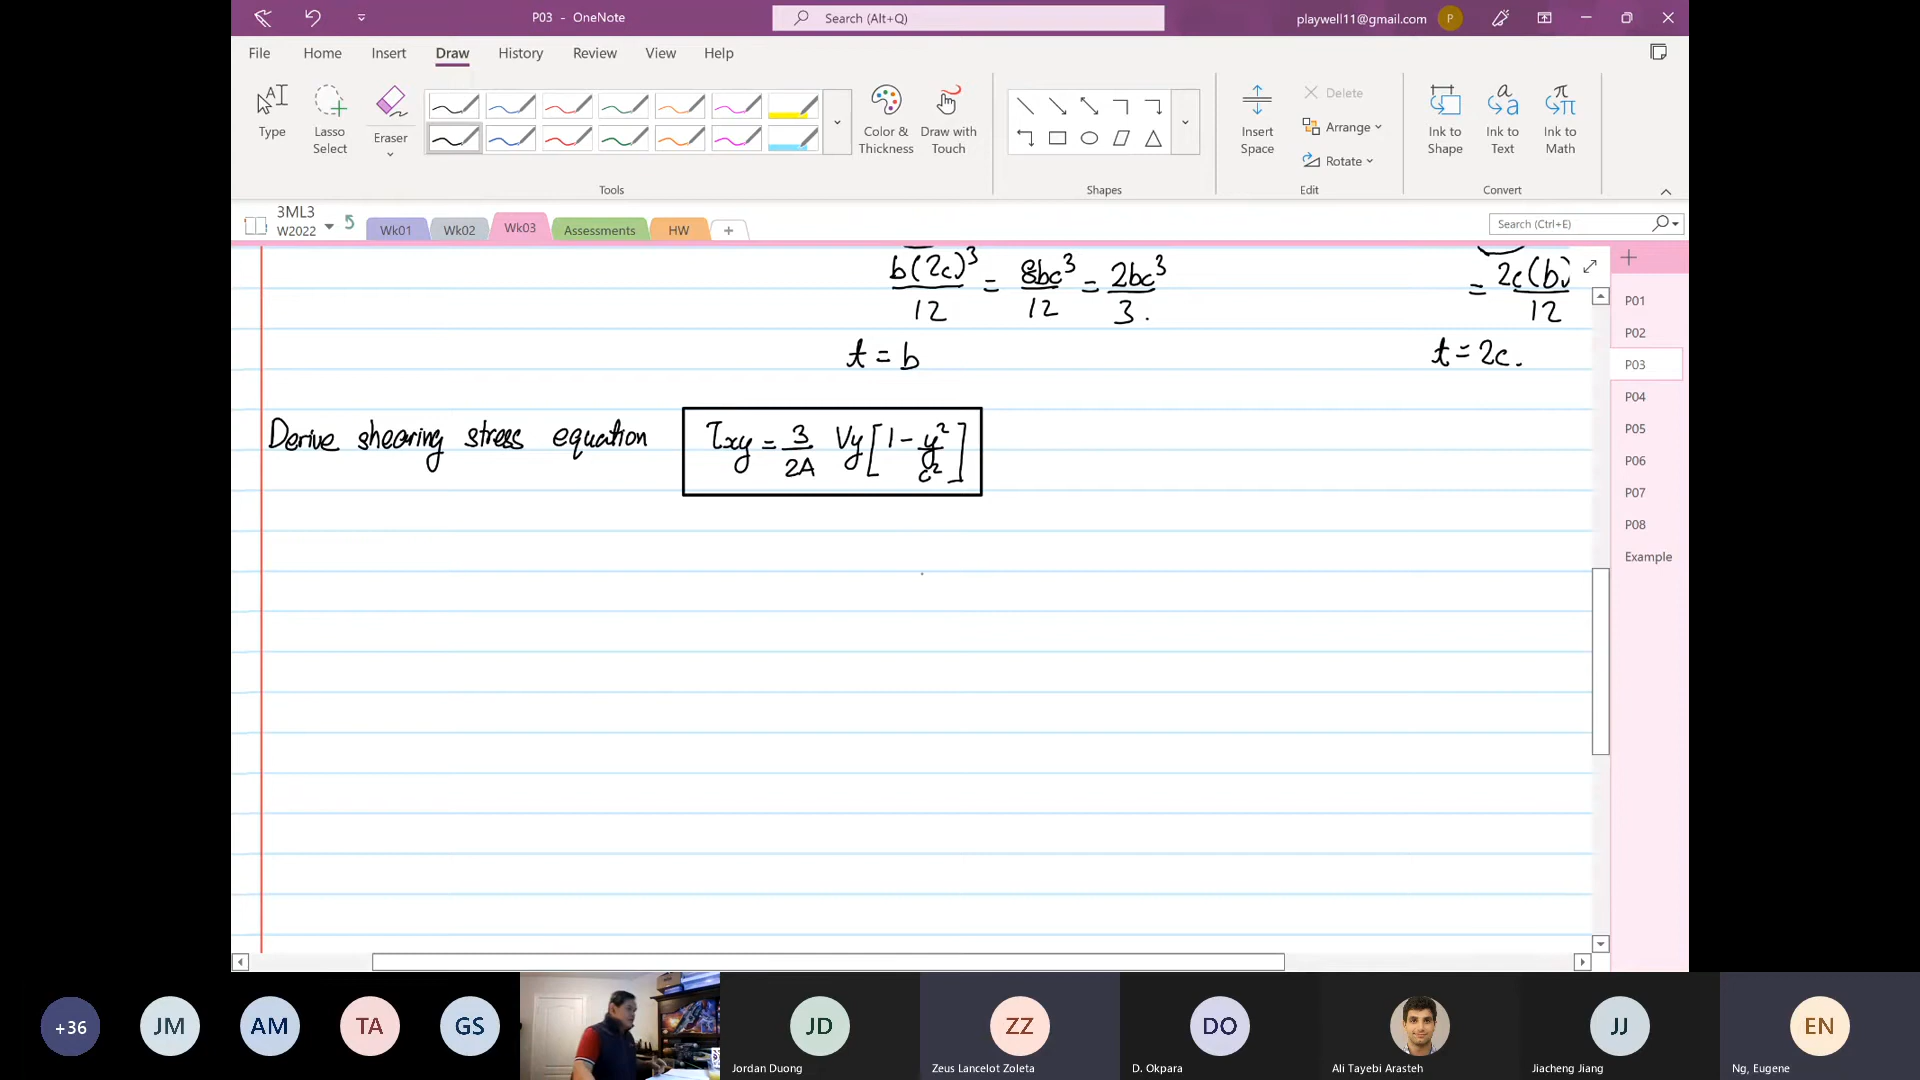 P03 - OneNote
Search (Alt+Q)
playwell11@gmail.com
P
File Home Insert Draw History Review View Help
Type
Lasso Select
Eraser
Color & Thickness
Draw with Touch
Insert Space
Delete
Arrange
Rotate
Ink to Shape
Ink to Text
Ink to Math
Tools
Shapes
Edit
Convert
3ML3 W2022
Wk01 Wk02 Wk03 Assessments HW
Search (Ctrl+E)
b(2c)³/12 = 8bc³/12 = 2bc³/3.
= 2c(b)/12
t = b
t = 2c.
Derive shearing stress equation τxy = 3/2A Vy[1 - y²/c²]
P01
P02
P03
P04
P05
P06
P07
P08
Example
+36 JM AM TA GS JD ZZ DO JJ EN
Jordan Duong
Zeus Lancelot Zoleta
D. Okpara
Ali Tayebi Arasteh
Jiacheng Jiang
Ng, Eugene